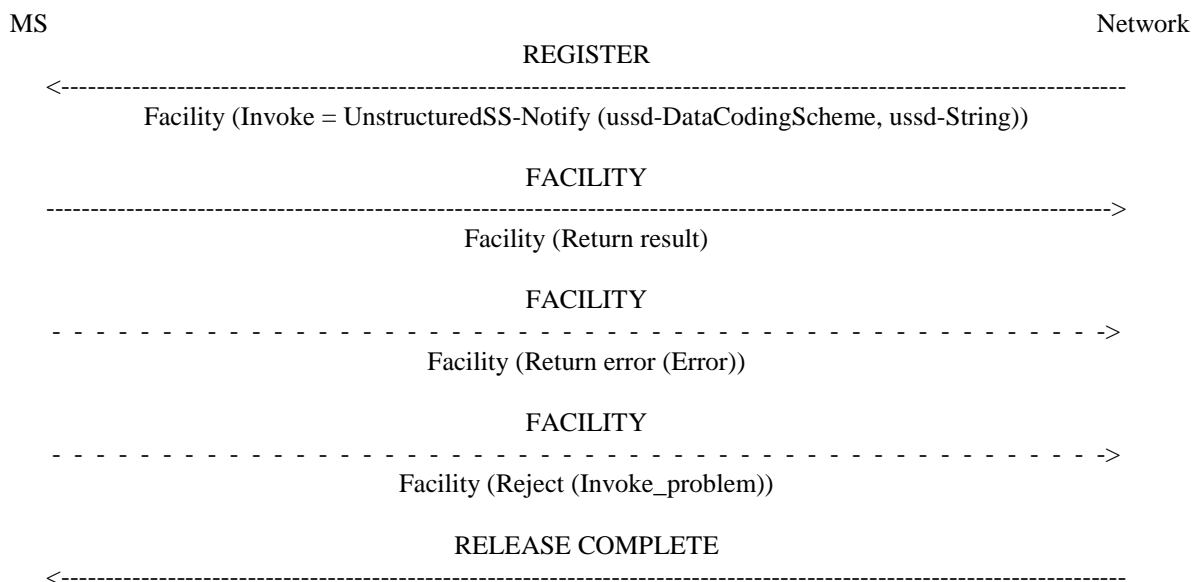 MS Network
REGISTER
<------------------------------------------------------------------------------------------------------------------------
Facility (Invoke = UnstructuredSS-Notify (ussd-DataCodingScheme, ussd-String))
FACILITY
------------------------------------------------------------------------------------------------------------------------>
Facility (Return result)
FACILITY
- - - - - - - - - - - - - - - - - - - - - - - - - - - - - - - - - - - - - - - - - - - - - - - - ->
Facility (Return error (Error))
FACILITY
- - - - - - - - - - - - - - - - - - - - - - - - - - - - - - - - - - - - - - - - - - - - - - - - ->
Facility (Reject (Invoke_problem))
RELEASE COMPLETE
<------------------------------------------------------------------------------------------------------------------------